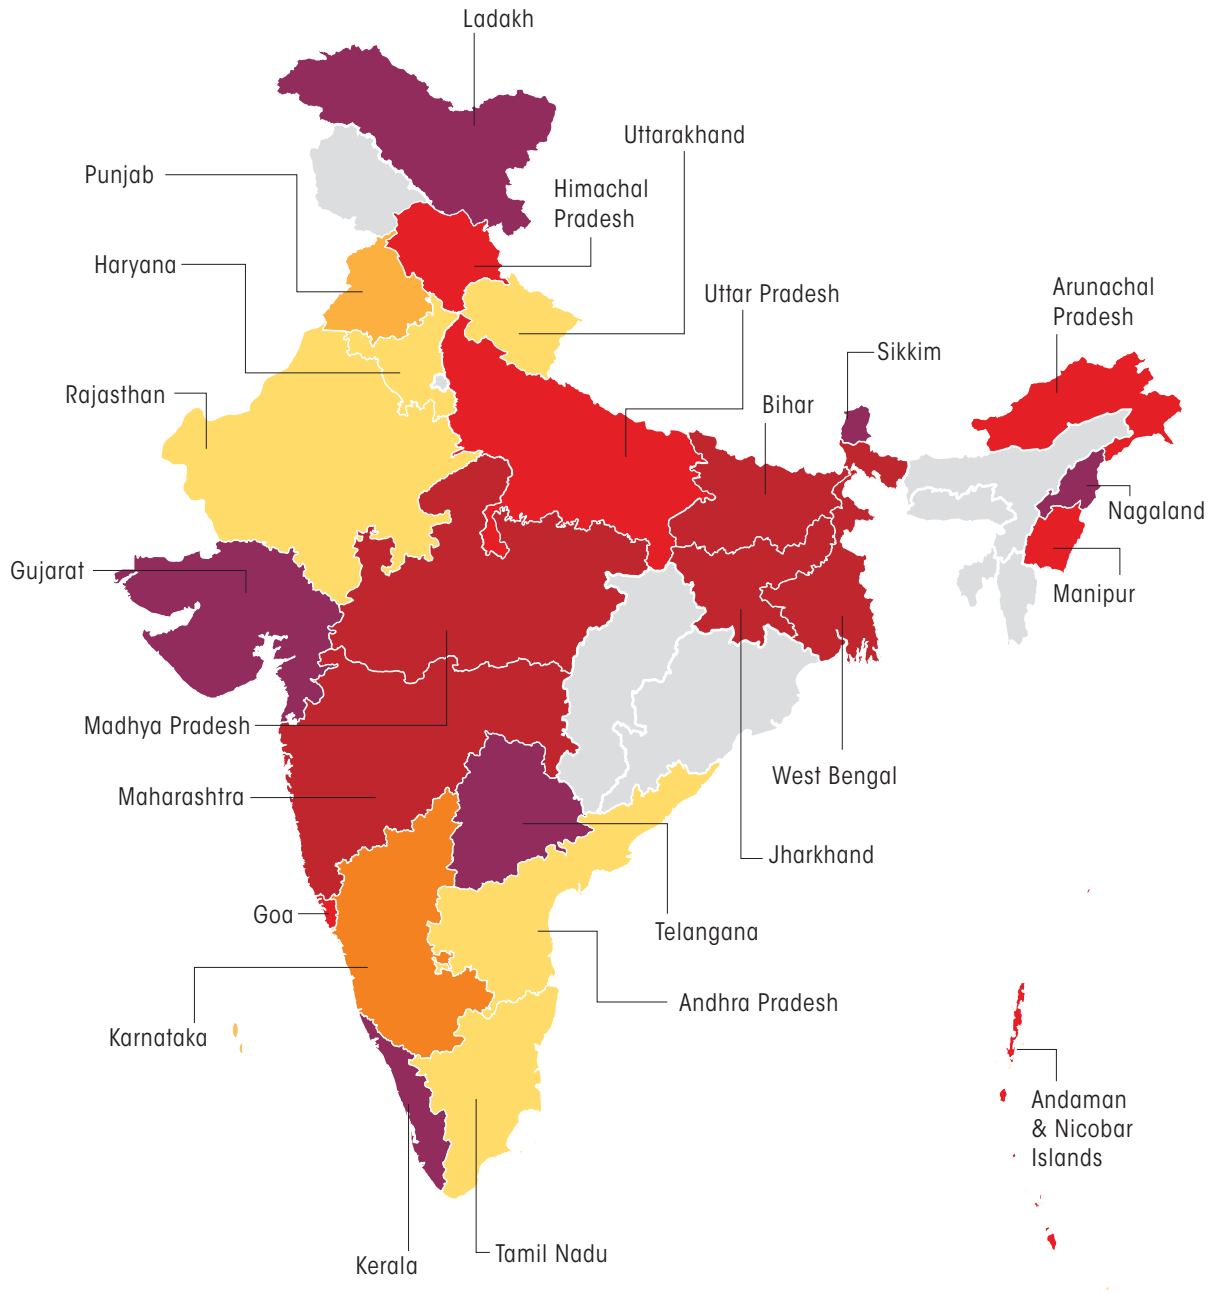 Ladakh
Uttarakhand
Punjab
Himachal
Pradesh
Haryana
Uttar Pradesh
Arunachal
Pradesh
Sikkim
Rajasthan
Bihar
Nagaland
Gujarat
Manipur
Madhya Pradesh
West Bengal
Maharashtra
Jharkhand
Goa
Telangana
Andhra Pradesh
Karnataka
Andaman
& Nicobar
Islands
Tamil Nadu
Kerala